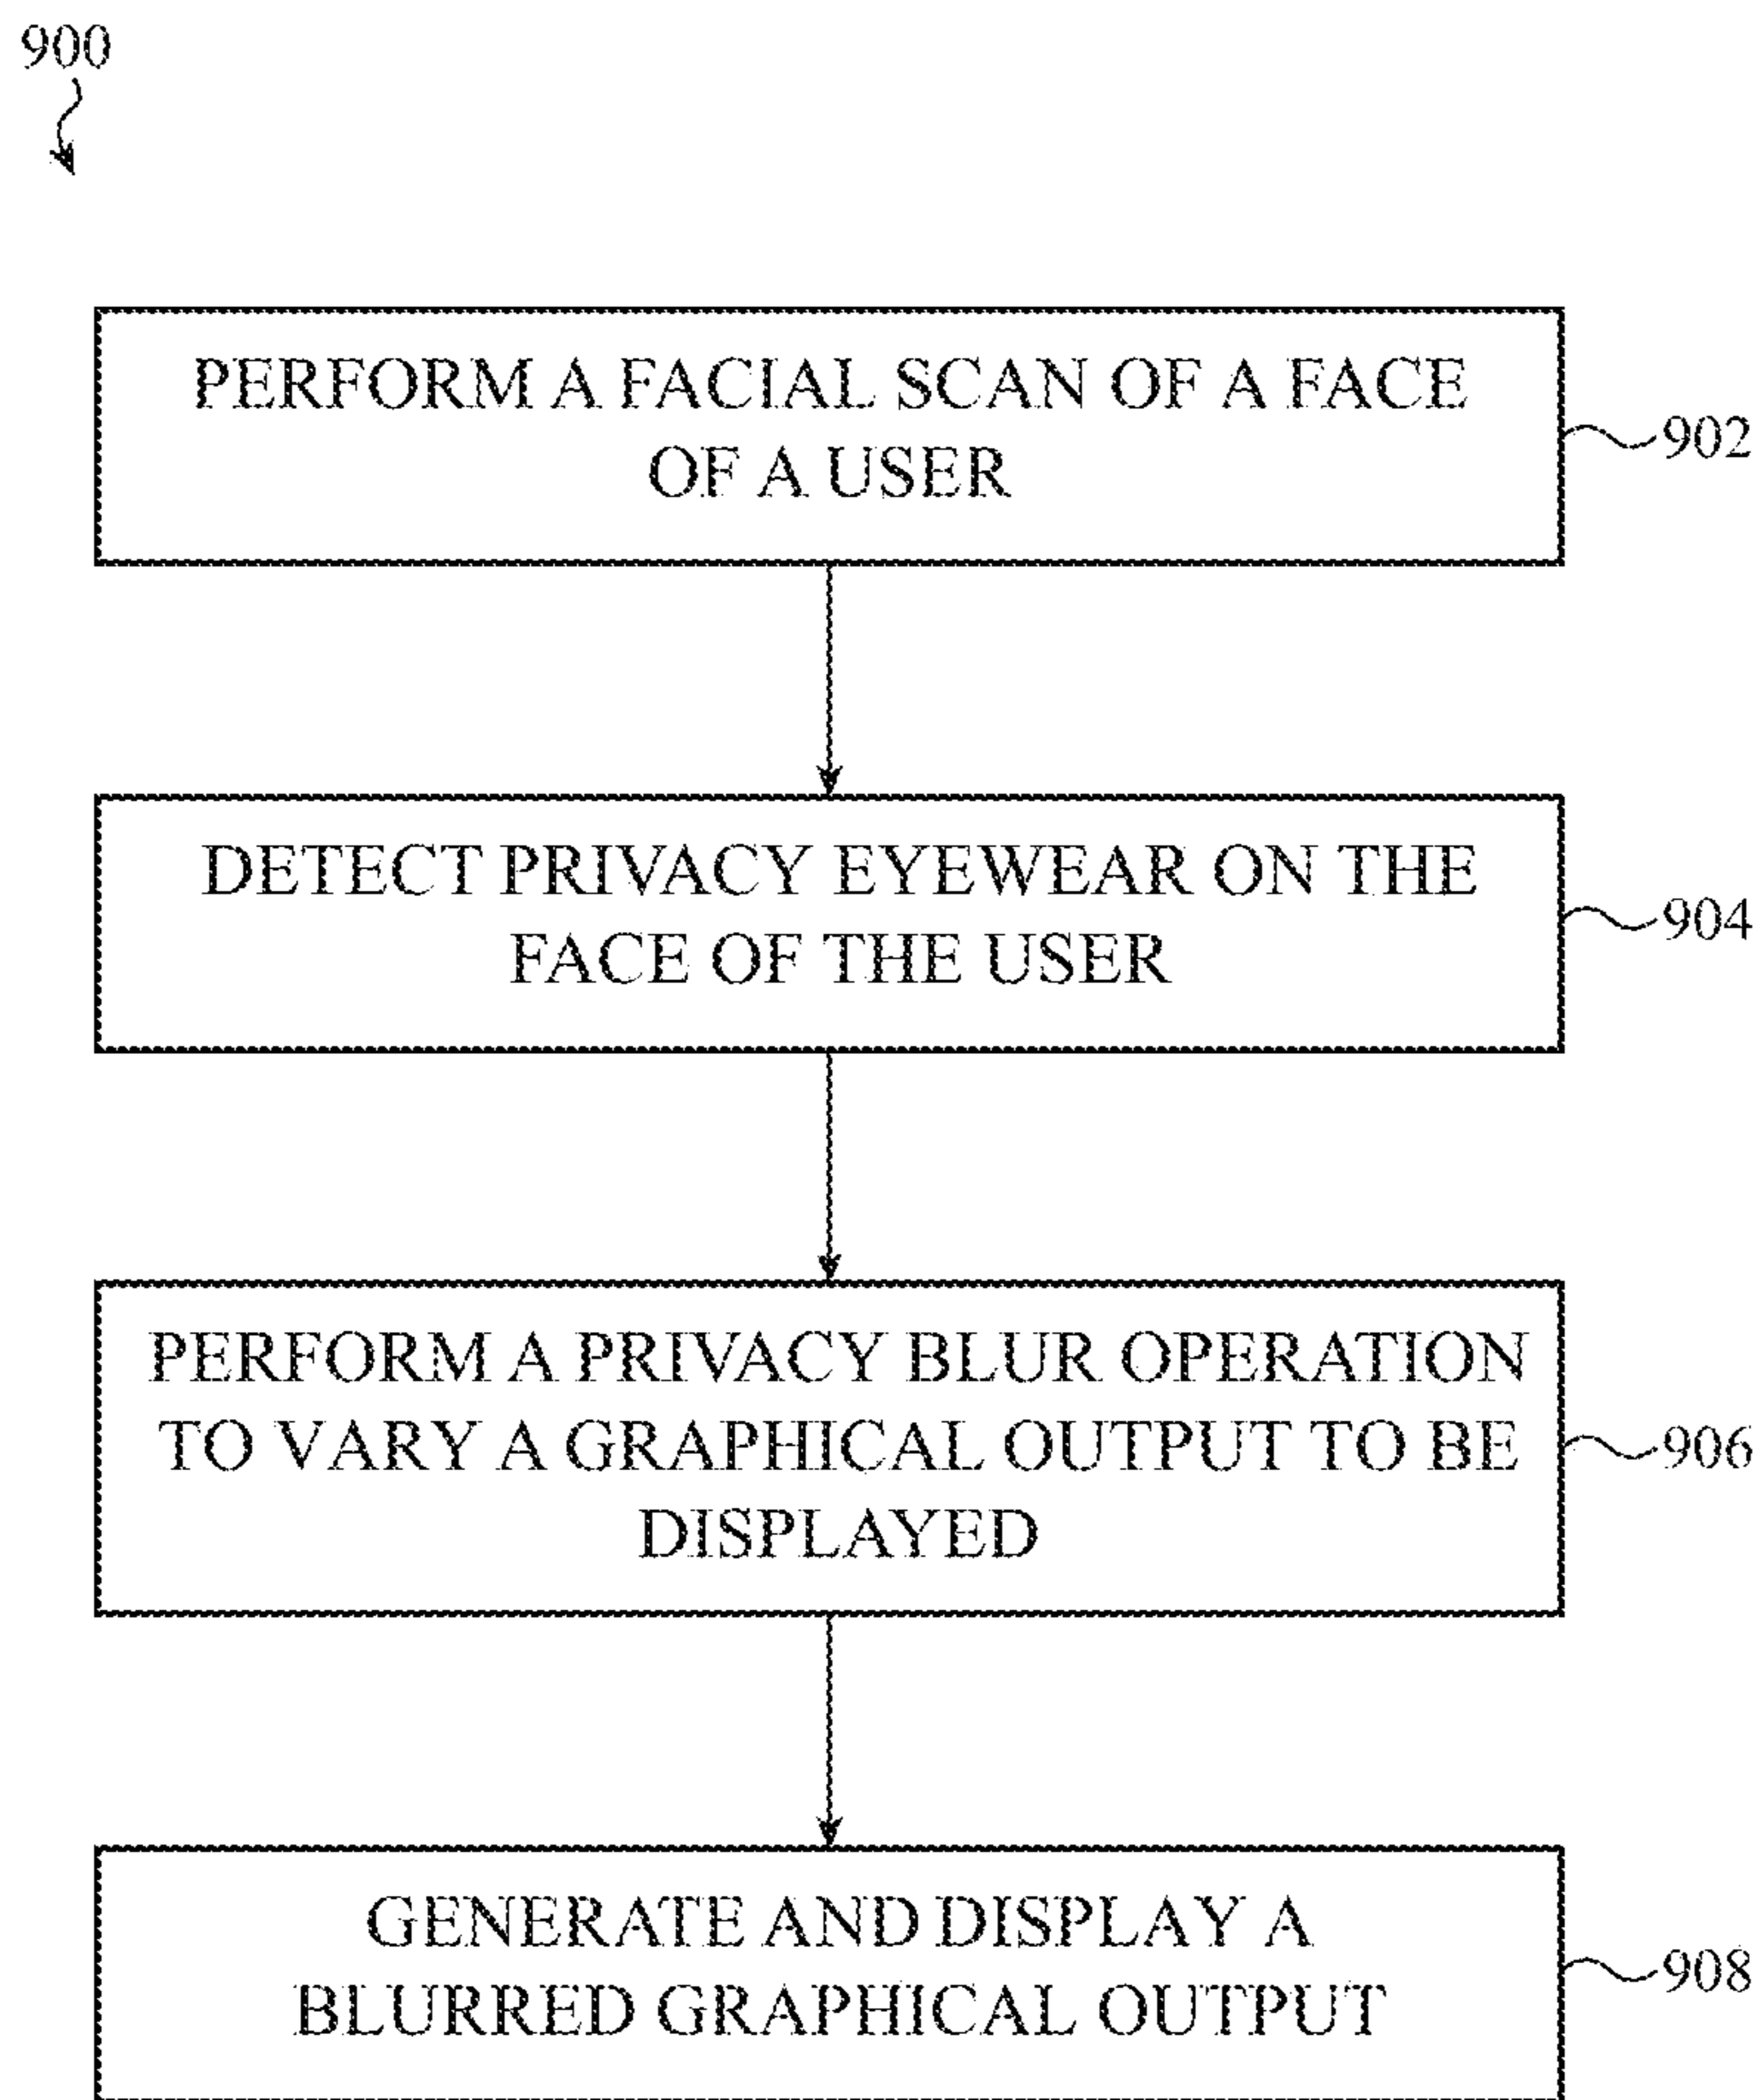 900
PERFORM A FACIAL SCAN OF A FACE
OF A USER
902
DETECT PRIVACY EYEWEAR ON THE
FACE OF THE USER
904
PERFORM A PRIVACY BLUR OPERATION
TO VARY A GRAPHICAL OUTPUT TO BE
DISPLAYED
906
GENERATE AND DISPLAY A
BLURRED GRAPHICAL OUTPUT
908